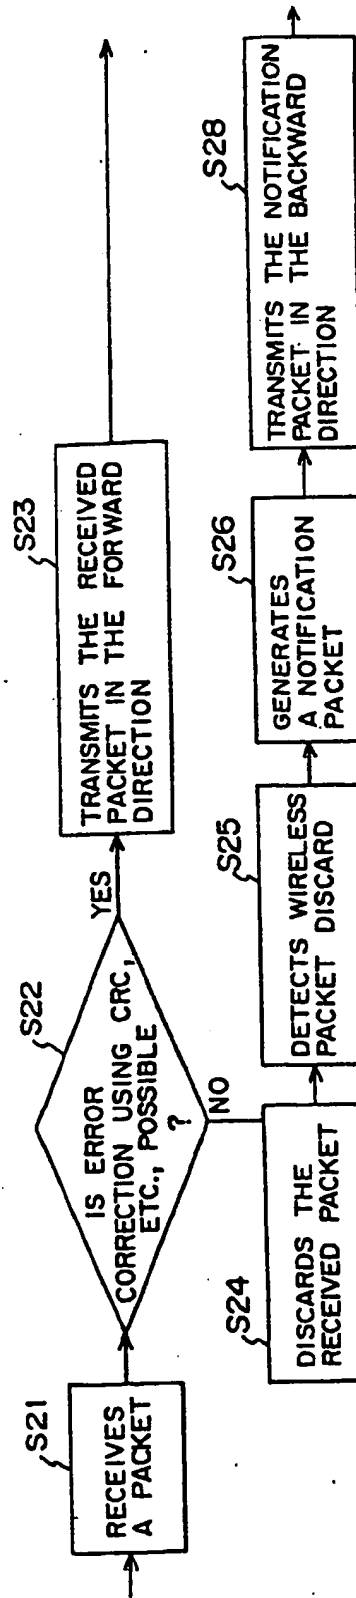 S21
RECEIVES
A PACKET
S22
IS ERROR
CORRECTION USING CRC,
ETC., POSSIBLE
?
YES
S23
TRANSMITS THE RECEIVED
PACKET IN THE FORWARD
DIRECTION
NO
S24
DISCARDS THE
RECEIVED PACKET
S25
DETECTS WIRELESS
PACKET DISCARD
S26
GENERATES
A NOTIFICATION
PACKET
S28
TRANSMITS THE NOTIFICATION
PACKET IN THE BACKWARD
DIRECTION